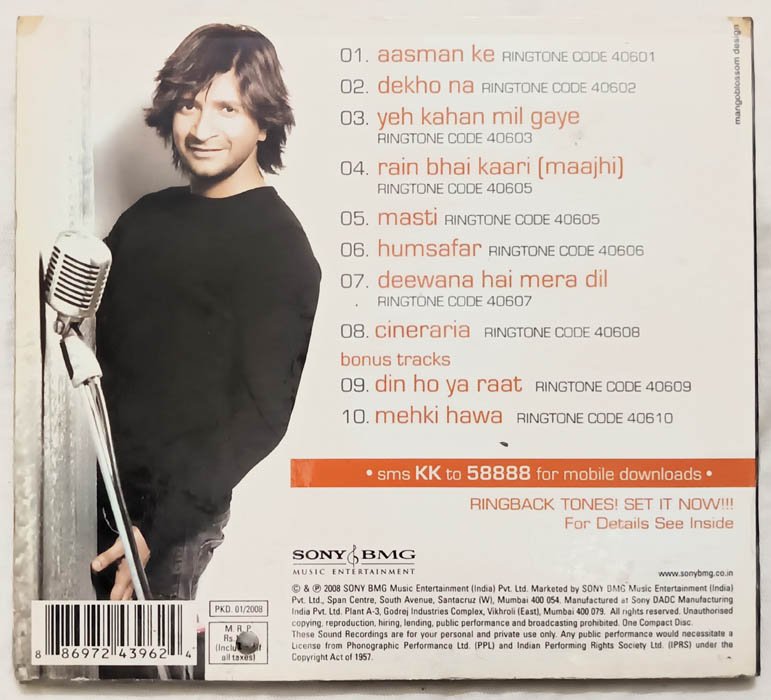 mangoblossom design
01. aasman ke RINGTONE CODE 40601
02. dekho na RINGTONE CODE 40602
03. yeh kahan mil gaye
RINGTONE CODE 40603
04. rain bhai kaari (maajhi)
RINGTONE CODE 40605
05. masti RINGTONE CODE 40605
06. humsafar RINGTONE CODE 40606
07. deewana hai mera dil
RINGTONE CODE 40607
08. cineraria RINGTONE CODE 40608
bonus tracks
09. din ho ya raat RINGTONE CODE 40609
10. mehki hawa RINGTONE CODE 40610
• sms KK to 58888 for mobile downloads •
RINGBACK TONES! SET IT NOW!!!
For Details See Inside
SONY BMG
MUSIC ENTERTAINMENT
www.sonybmg.co.in
© & ℗ 2008 SONY BMG Music Entertainment (India) Pvt. Ltd. Marketed by SONY BMG Music Entertainment (India)
Pvt. Ltd., Span Centre, South Avenue, Santacruz (W), Mumbai 400 054. Manufactured at Sony DADC Manufacturing
India Pvt. Ltd. Plant A-3, Godrej Industries Complex, Vikhroli (East), Mumbai 400 079. All rights reserved. Unauthorised
copying, reproduction, hiring, lending, public performance and broadcasting prohibited. One Compact Disc.
These Sound Recordings are for your personal and private use only. Any public performance would necessitate a
License from Phonographic Performance Ltd. (PPL) and Indian Performing Rights Society Ltd. (IPRS) under the
Copyright Act of 1957.
PKD. 01/2008
M. R. P.
Rs.
of
all taxes)
8 86972 43962 4